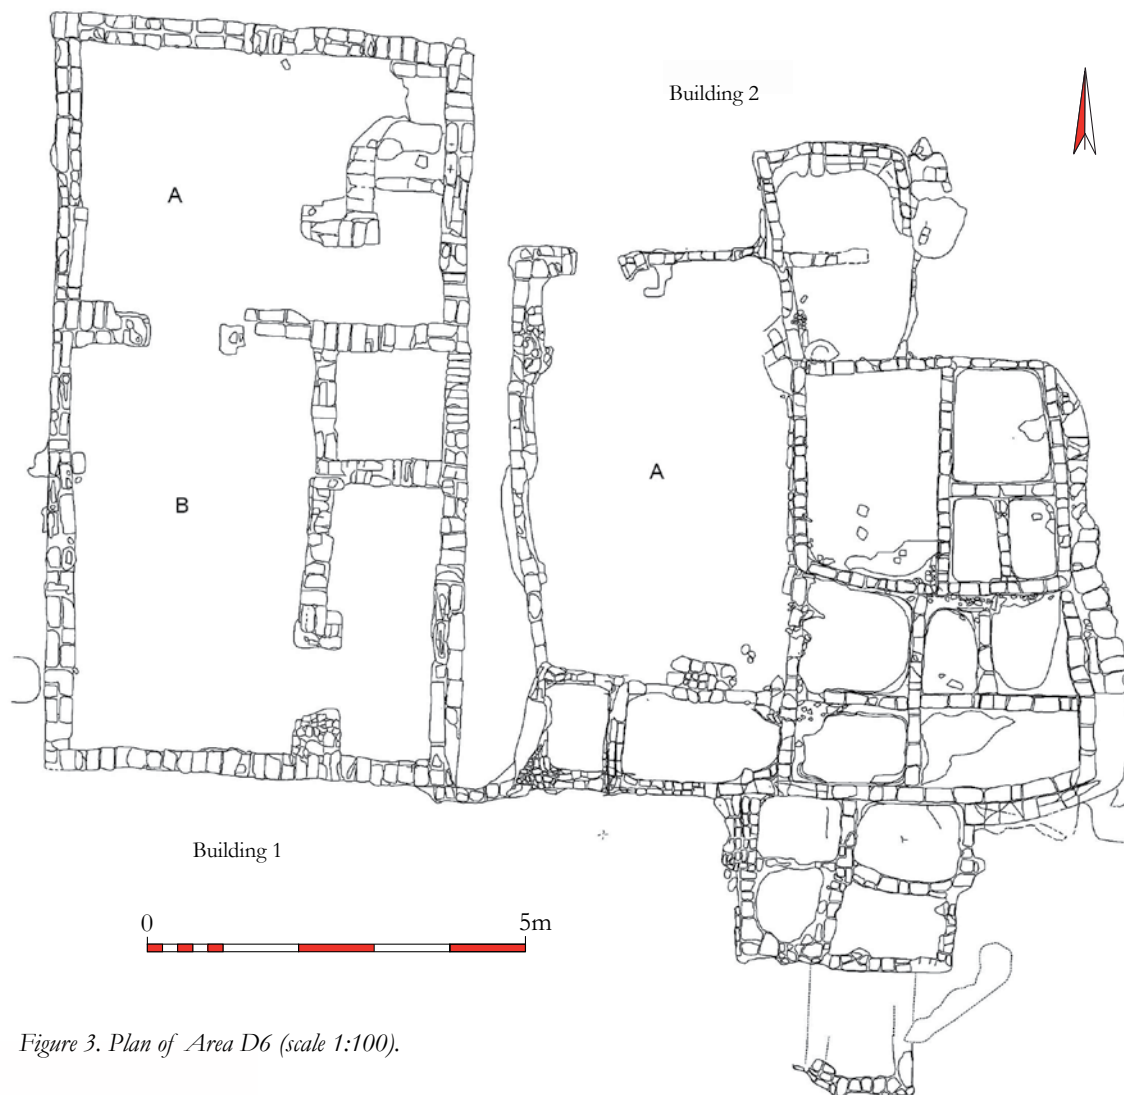 Building 2
A
A
B
Building 1
0 5m
Figure 3. Plan of Area D6 (scale 1:100).